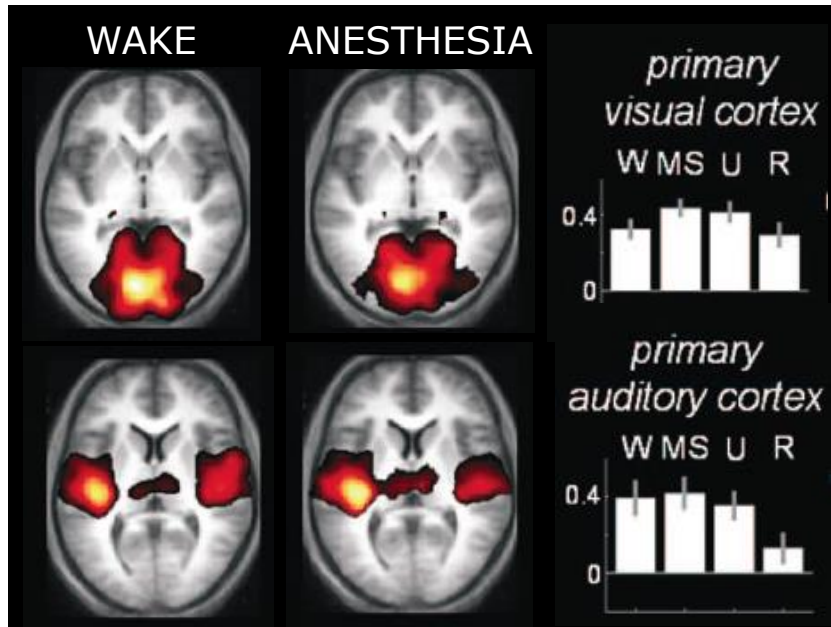 WAKE
ANESTHESIA
primary
visual cortex
W MS U R
0.4
0
primary
auditory cortex
W MS U R
0.4
0